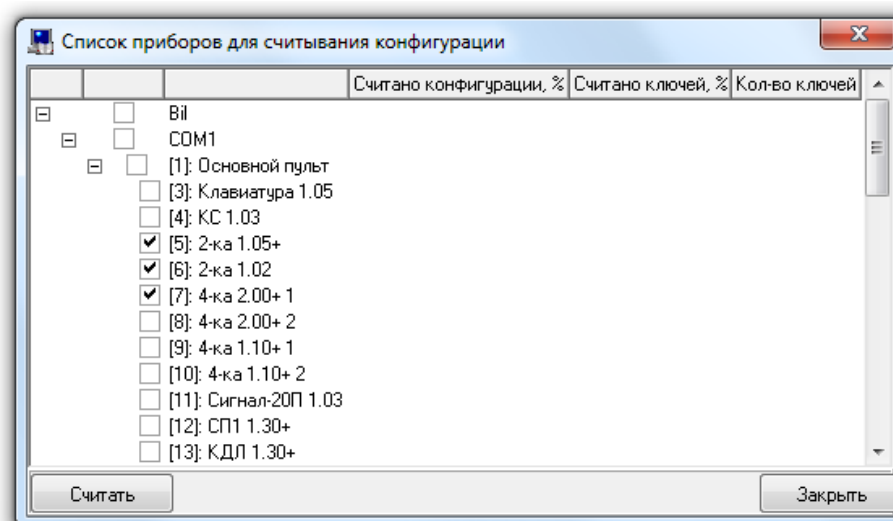 Список приборов для считывания конфигурации
Считано конфигурации, % Считано ключей, % Кол-во ключей
Bil
COM1
[1]: Основной пульт
[3]: Клавиатура 1.05
[4]: КС 1.03
[5]: 2-ка 1.05+
[6]: 2-ка 1.02
[7]: 4-ка 2.00+ 1
[8]: 4-ка 2.00+ 2
[9]: 4-ка 1.10+ 1
[10]: 4-ка 1.10+ 2
[11]: Сигнал-20П 1.03
[12]: СП1 1.30+
[13]: КДЛ 1.30+
Считать Закрыть